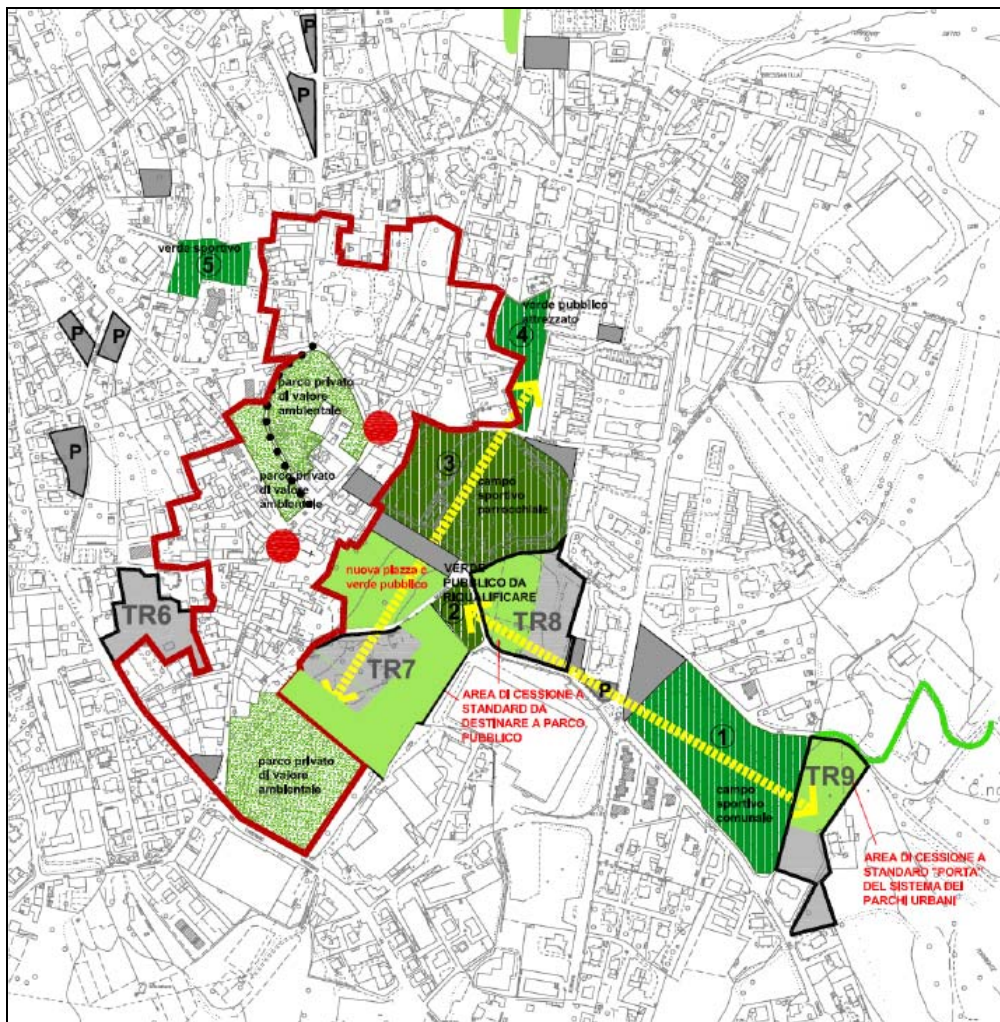 P
P
verde sportivo
5
verde pubblico
attrezzato
4
P
P
parco privato
di valore
ambientale
P
3
campo
sportivo
parrocchiale
parco privato
di valore
ambientale
nuova piazza e
verde pubblico
VERDE
PUBBLICO DA
RIQUALIFICARE
2
TR6
TR8
TR7
P
AREA DI CESSIONE A
STANDARD DA
DESTINARE A PARCO
PUBBLICO
1
parco privato
di valore
ambientale
TR9
campo
sportivo
comunale
AREA DI CESSIONE A
STANDARD "PORTA"
DEL SISTEMA DEI
PARCHI URBANI